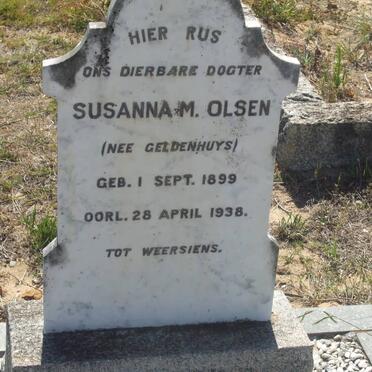 HIER RUS
ONS DIERBARE DOGTER
SUSANNA M. OLSEN
(NEE GELDENHUYS)
GEB. 1 SEPT. 1899
OORL. 28 APRIL 1938.
TOT WEERSIENS.